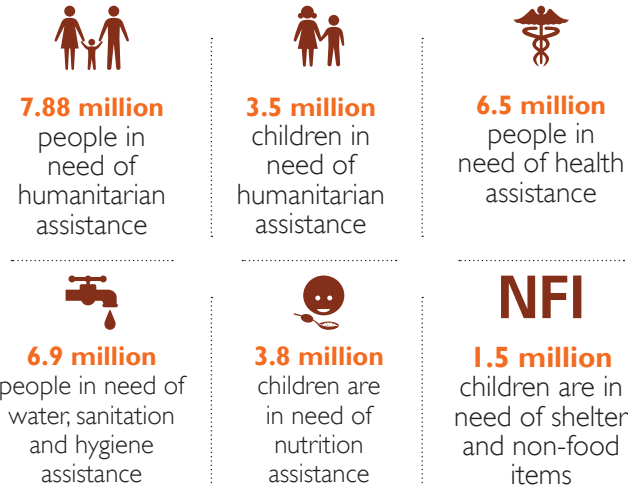 7.88 million
people in
need of
humanitarian
assistance
3.5 million
children in
need of
humanitarian
assistance
6.5 million
people in
need of health
assistance
6.9 million
people in need of
water, sanitation
and hygiene
assistance
3.8 million
children are
in need of
nutrition
assistance
NFI
1.5 million
children are in
need of shelter
and non-food
items